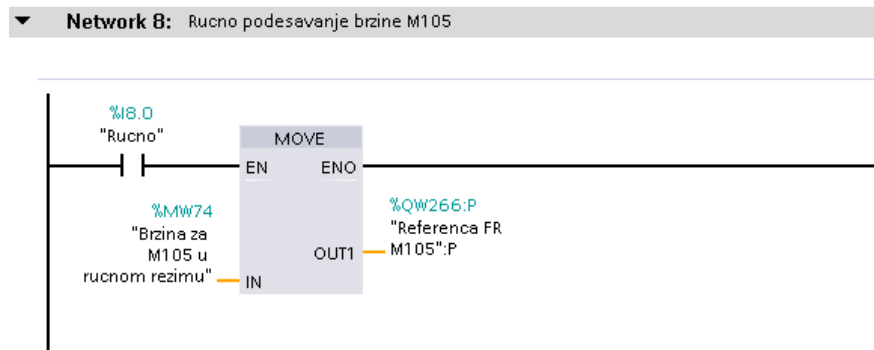 Network 8: Rucno podesavanje brzine M105
%I8.0
"Rucno"
MOVE
EN ENO
%MW74
"Brzina za
M105 u
rucnom rezimu"
IN
%QW266:P
"Referenca FR
M105":P
OUT1